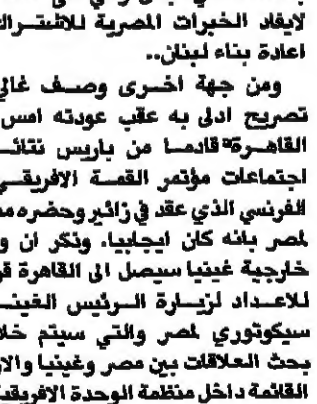 لايفاد الخبرات المصرية للاشتراك
اعادة بناء لبنان..
ومن جهة اخرى وصف غالي
تصريح ادلى به عقب عودته امس
القاهرة قادما من باريس نتائج
اجتماعات مؤتمر القمة الافريقي
الفرنسي الذي عقد في زائير وحضره
لمصر بانه كان ايجابيا. وذكر ان و
خارجية غينيا سيصل الى القاهرة
للاعداد لزيارة الرئيس الغيني
سيكوتوري لمصر والتي سيتم خلا
بحث العلاقات بين مصر وغينيا
القائمة داخل منظمة الوحدة الافريقية